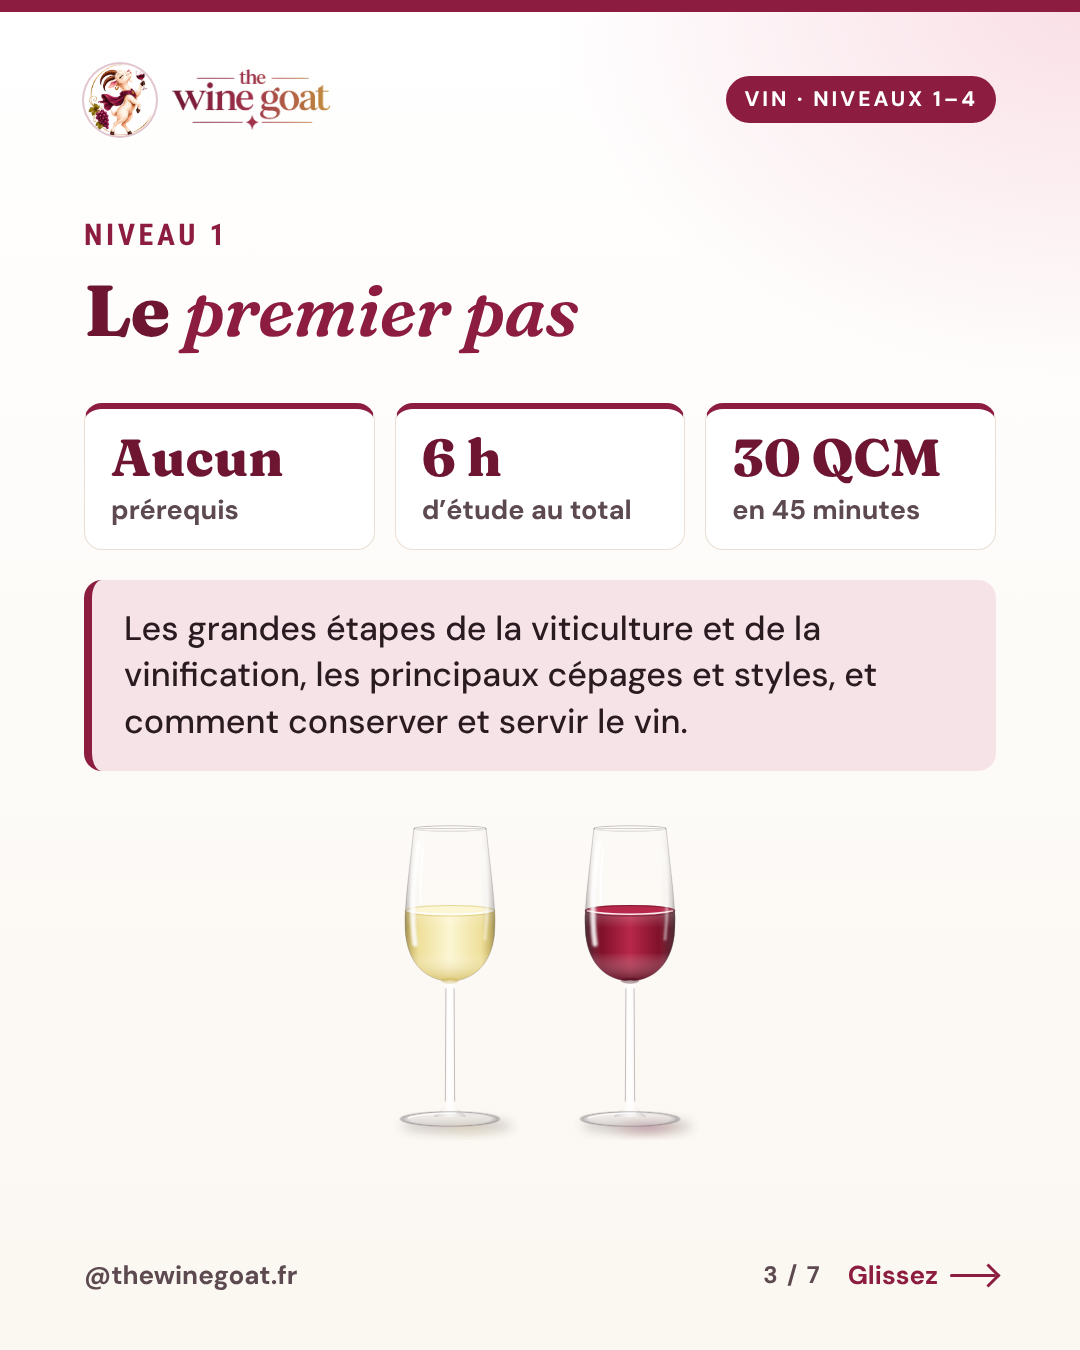 the
wine goat
VIN · NIVEAUX 1–4
NIVEAU 1
Le premier pas
Aucun
prérequis
6 h
d’étude au total
30 QCM
en 45 minutes
Les grandes étapes de la viticulture et de la
vinification, les principaux cépages et styles, et
comment conserver et servir le vin.
@thewinegoat.fr
3 / 7
Glissez